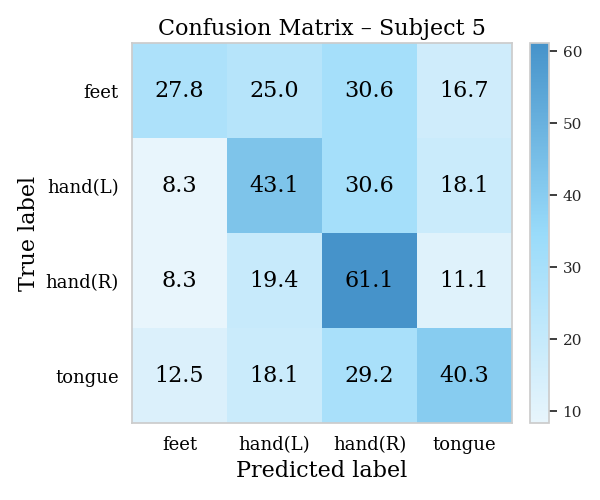 Confusion Matrix – Subject 5
feet 27.8 25.0 30.6 16.7
hand(L) 8.3 43.1 30.6 18.1
hand(R) 8.3 19.4 61.1 11.1
tongue 12.5 18.1 29.2 40.3
feet hand(L) hand(R) tongue
Predicted label
True label
60
50
40
30
20
10